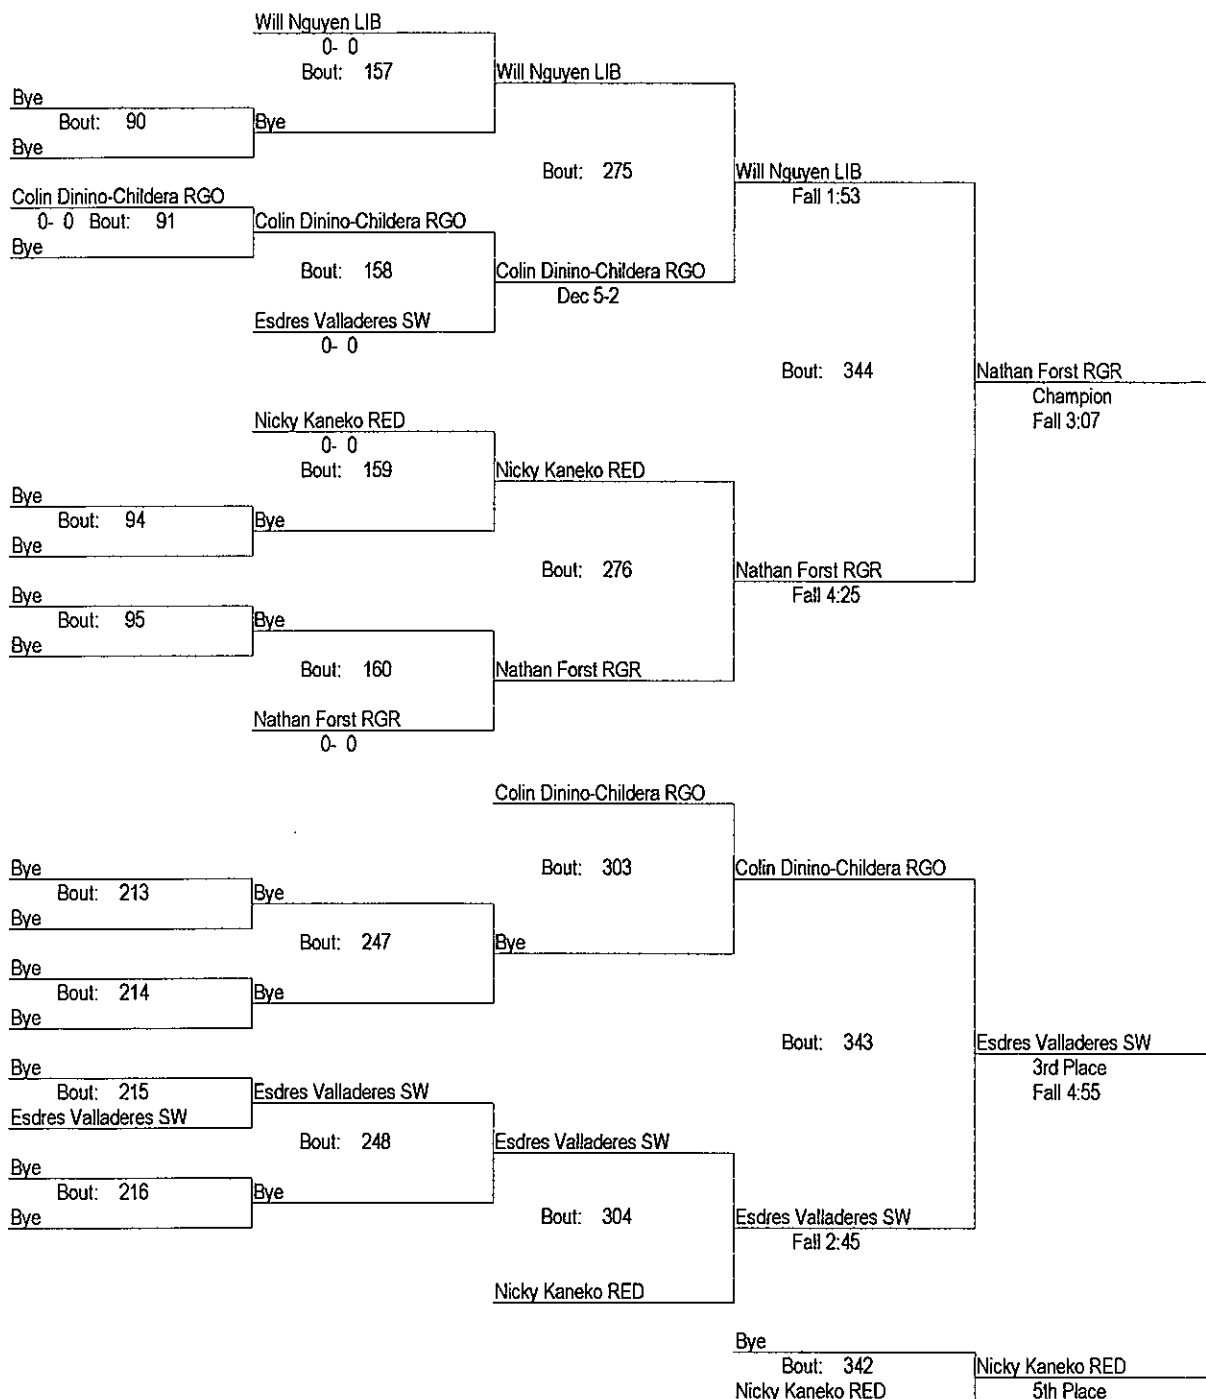 Will Nguyen LIB
0- 0
Bout: 157
Will Nguyen LIB
Bye
Bout: 90
Bye
Bye
Bout: 275
Will Nguyen LIB
Fall 1:53
Colin Dinino-Childera RGO
0- 0 Bout: 91
Colin Dinino-Childera RGO
Bye
Bout: 158
Colin Dinino-Childera RGO
Dec 5-2
Esdres Valladeres SW
0- 0
Bout: 344
Nathan Forst RGR
Champion
Fall 3:07
Nicky Kaneko RED
0- 0
Bout: 159
Nicky Kaneko RED
Bye
Bout: 94
Bye
Bye
Bout: 276
Nathan Forst RGR
Fall 4:25
Bye
Bout: 95
Bye
Bye
Bout: 160
Nathan Forst RGR
Nathan Forst RGR
0- 0
Colin Dinino-Childera RGO
Bout: 303
Colin Dinino-Childera RGO
Bye
Bout: 213
Bye
Bye
Bout: 247
Bye
Bye
Bout: 214
Bye
Bye
Bout: 343
Esdres Valladeres SW
3rd Place
Fall 4:55
Bye
Bout: 215
Esdres Valladeres SW
Esdres Valladeres SW
Bout: 248
Esdres Valladeres SW
Bye
Bout: 216
Bye
Bye
Bout: 304
Esdres Valladeres SW
Fall 2:45
Nicky Kaneko RED
Bye
Bout: 342
Nicky Kaneko RED
Nicky Kaneko RED
5th Place